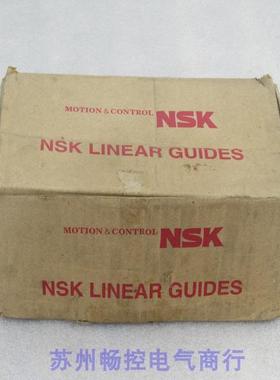 MOTION & CONTROL NSK
NSK LINEAR GUIDES
MOTION & CONTROL NSK
NSK LINEAR GUIDES
苏州畅控电气商行